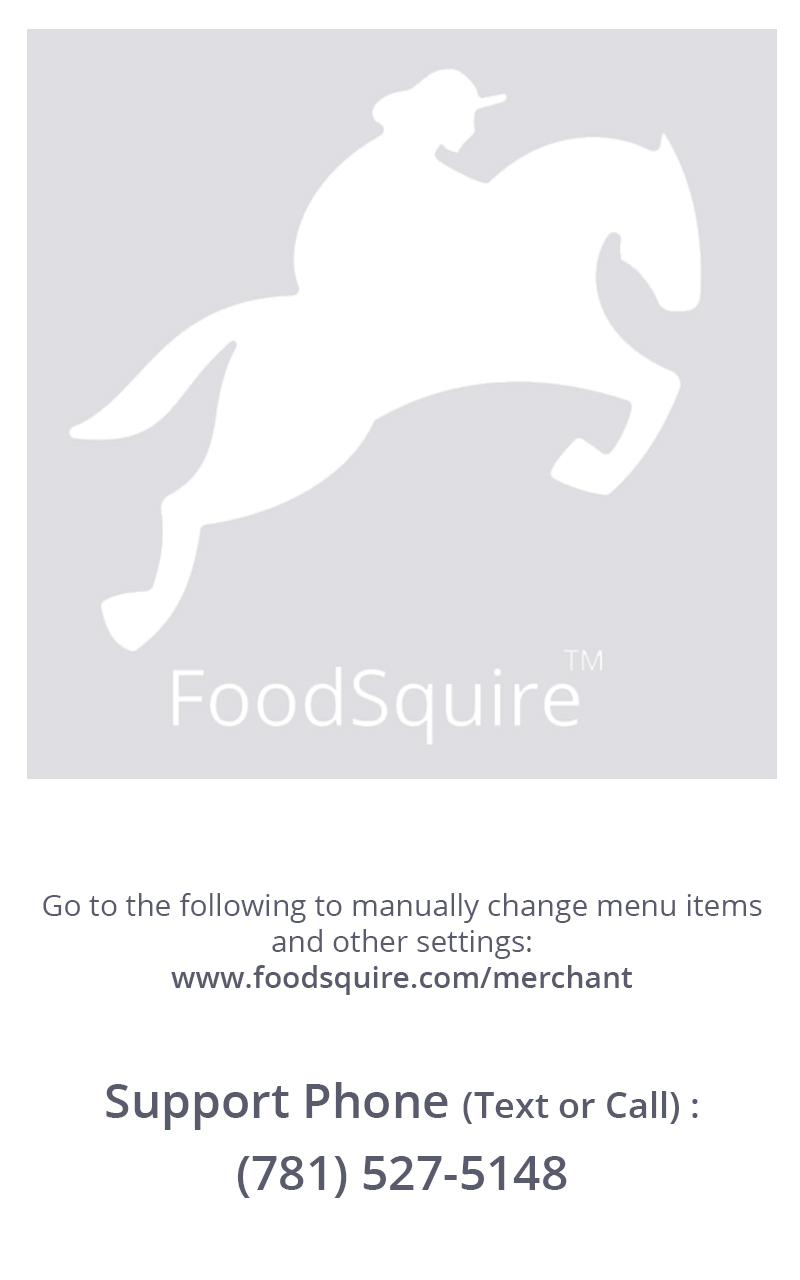 FoodSquire™
Go to the following to manually change menu items
and other settings:
www.foodsquire.com/merchant
Support Phone (Text or Call) :
(781) 527-5148